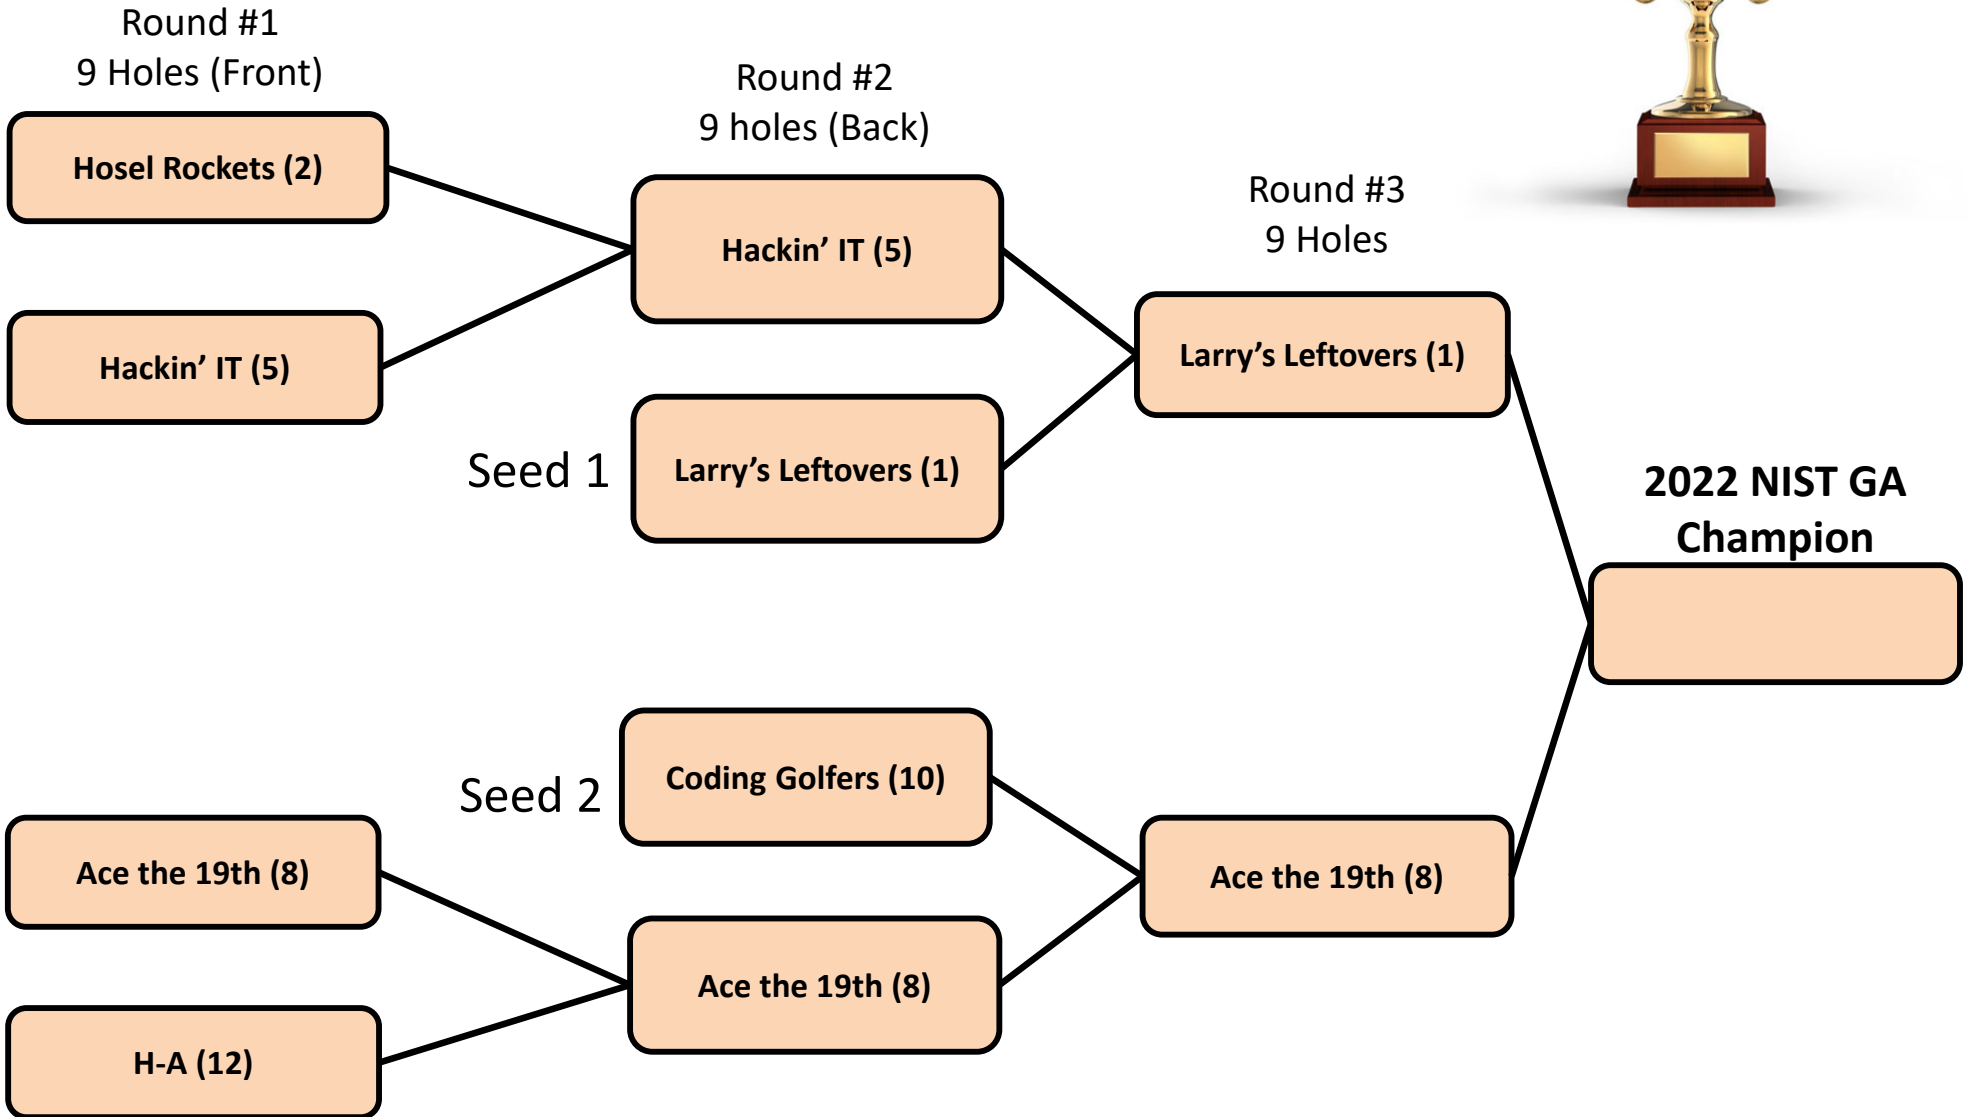 Round #1
9 Holes (Front)
Hosel Rockets (2)
Hackin’ IT (5)
Round #2
9 holes (Back)
Hackin’ IT (5)
Seed 1
Larry’s Leftovers (1)
Round #3
9 Holes
Larry’s Leftovers (1)
2022 NIST GA
Champion
Seed 2
Coding Golfers (10)
Ace the 19th (8)
H-A (12)
Ace the 19th (8)
Ace the 19th (8)